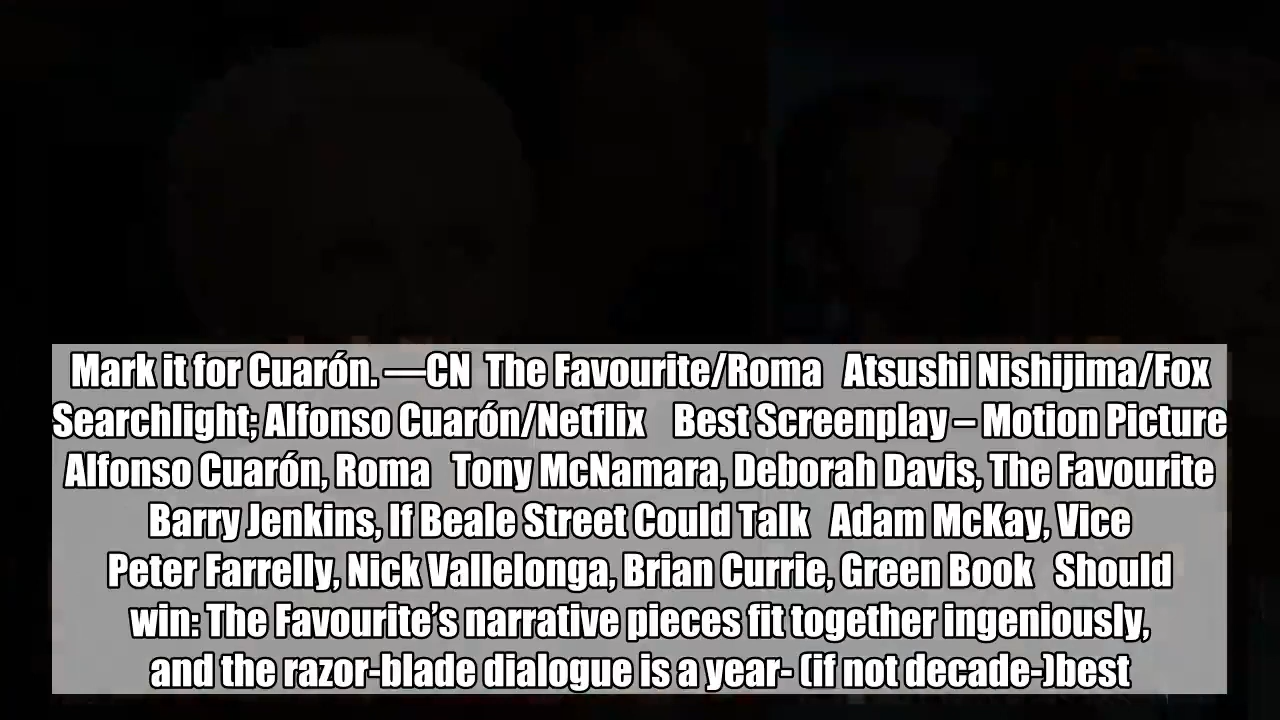 Mark it for Cuarón. —CN  The Favourite/Roma   Atsushi Nishijima/Fox
Searchlight; Alfonso Cuarón/Netflix    Best Screenplay – Motion Picture
Alfonso Cuarón, Roma   Tony McNamara, Deborah Davis, The Favourite
Barry Jenkins, If Beale Street Could Talk   Adam McKay, Vice
Peter Farrelly, Nick Vallelonga, Brian Currie, Green Book   Should
win: The Favourite’s narrative pieces fit together ingeniously,
and the razor-blade dialogue is a year- (if not decade-)best